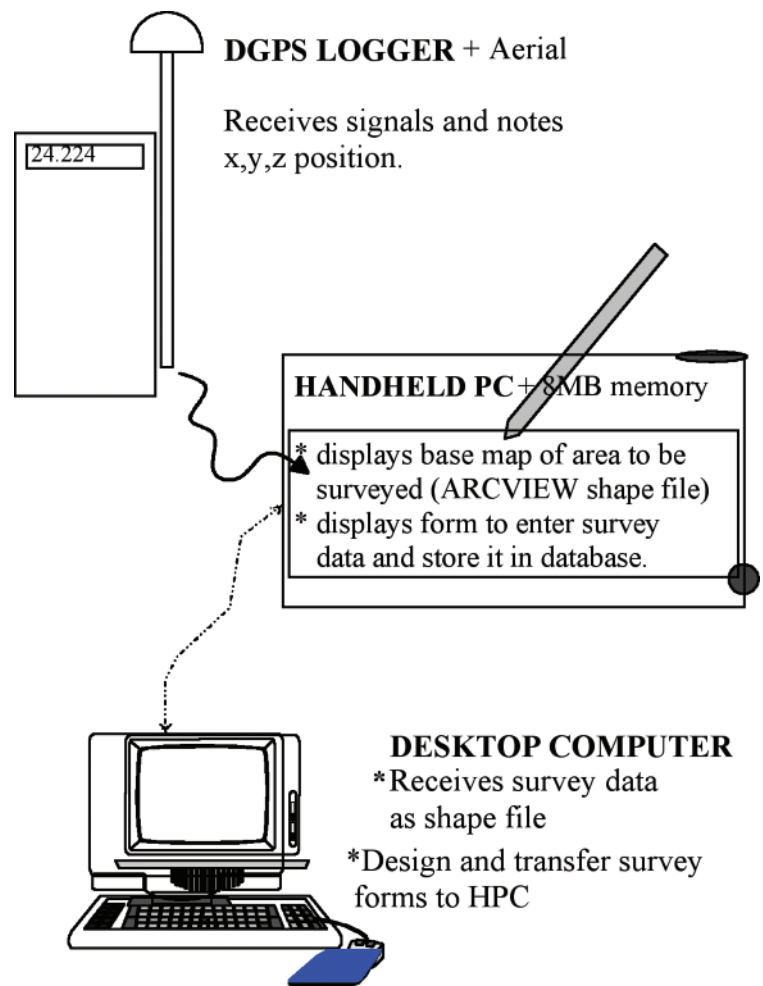 DGPS LOGGER + Aerial
Receives signals and notes
x,y,z position.
24.224
HANDHELD PC + 8MB memory
* displays base map of area to be
surveyed (ARCVIEW shape file)
* displays form to enter survey
data and store it in database.
DESKTOP COMPUTER
*Receives survey data
as shape file
*Design and transfer survey
forms to HPC